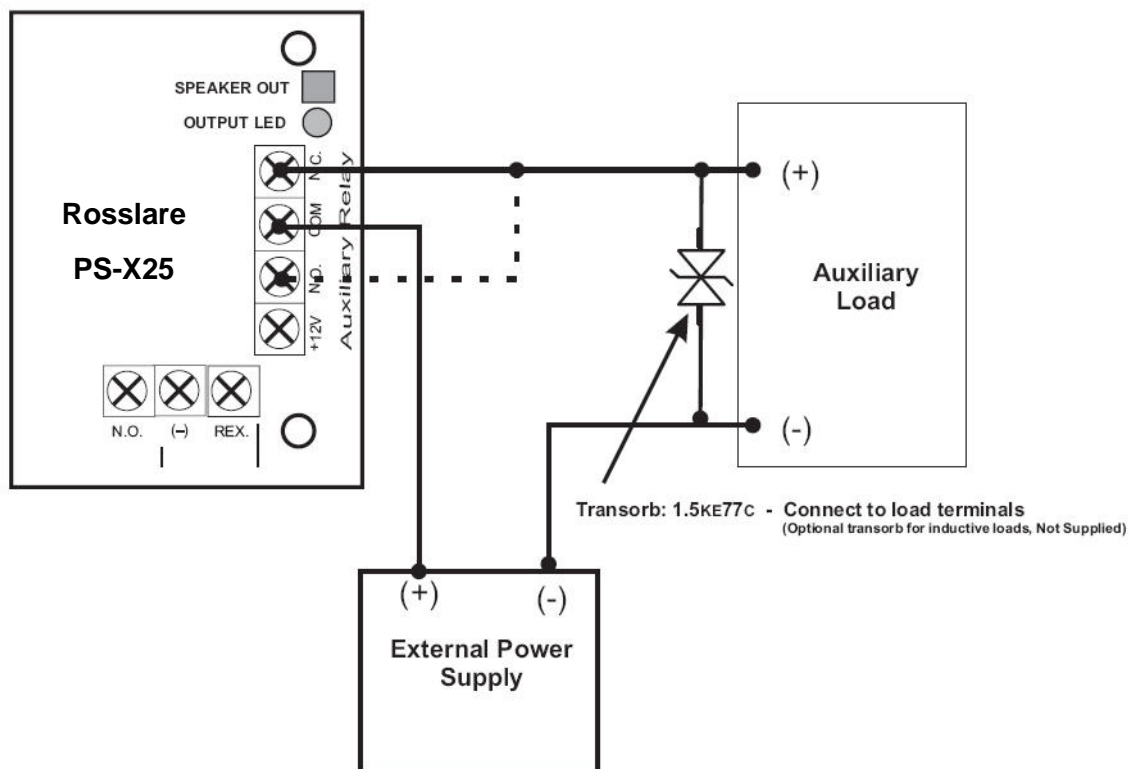 SPEAKER OUT
OUTPUT LED
Rosslare
PS-X25
N.C.
COM
N.O.
+12V
Auxiliary Relay
N.O.
(–)
REX.
(+)
(-)
Auxiliary
Load
Transorb: 1.5KE77C - Connect to load terminals
(Optional transorb for inductive loads, Not Supplied)
(+)
(-)
External Power
Supply